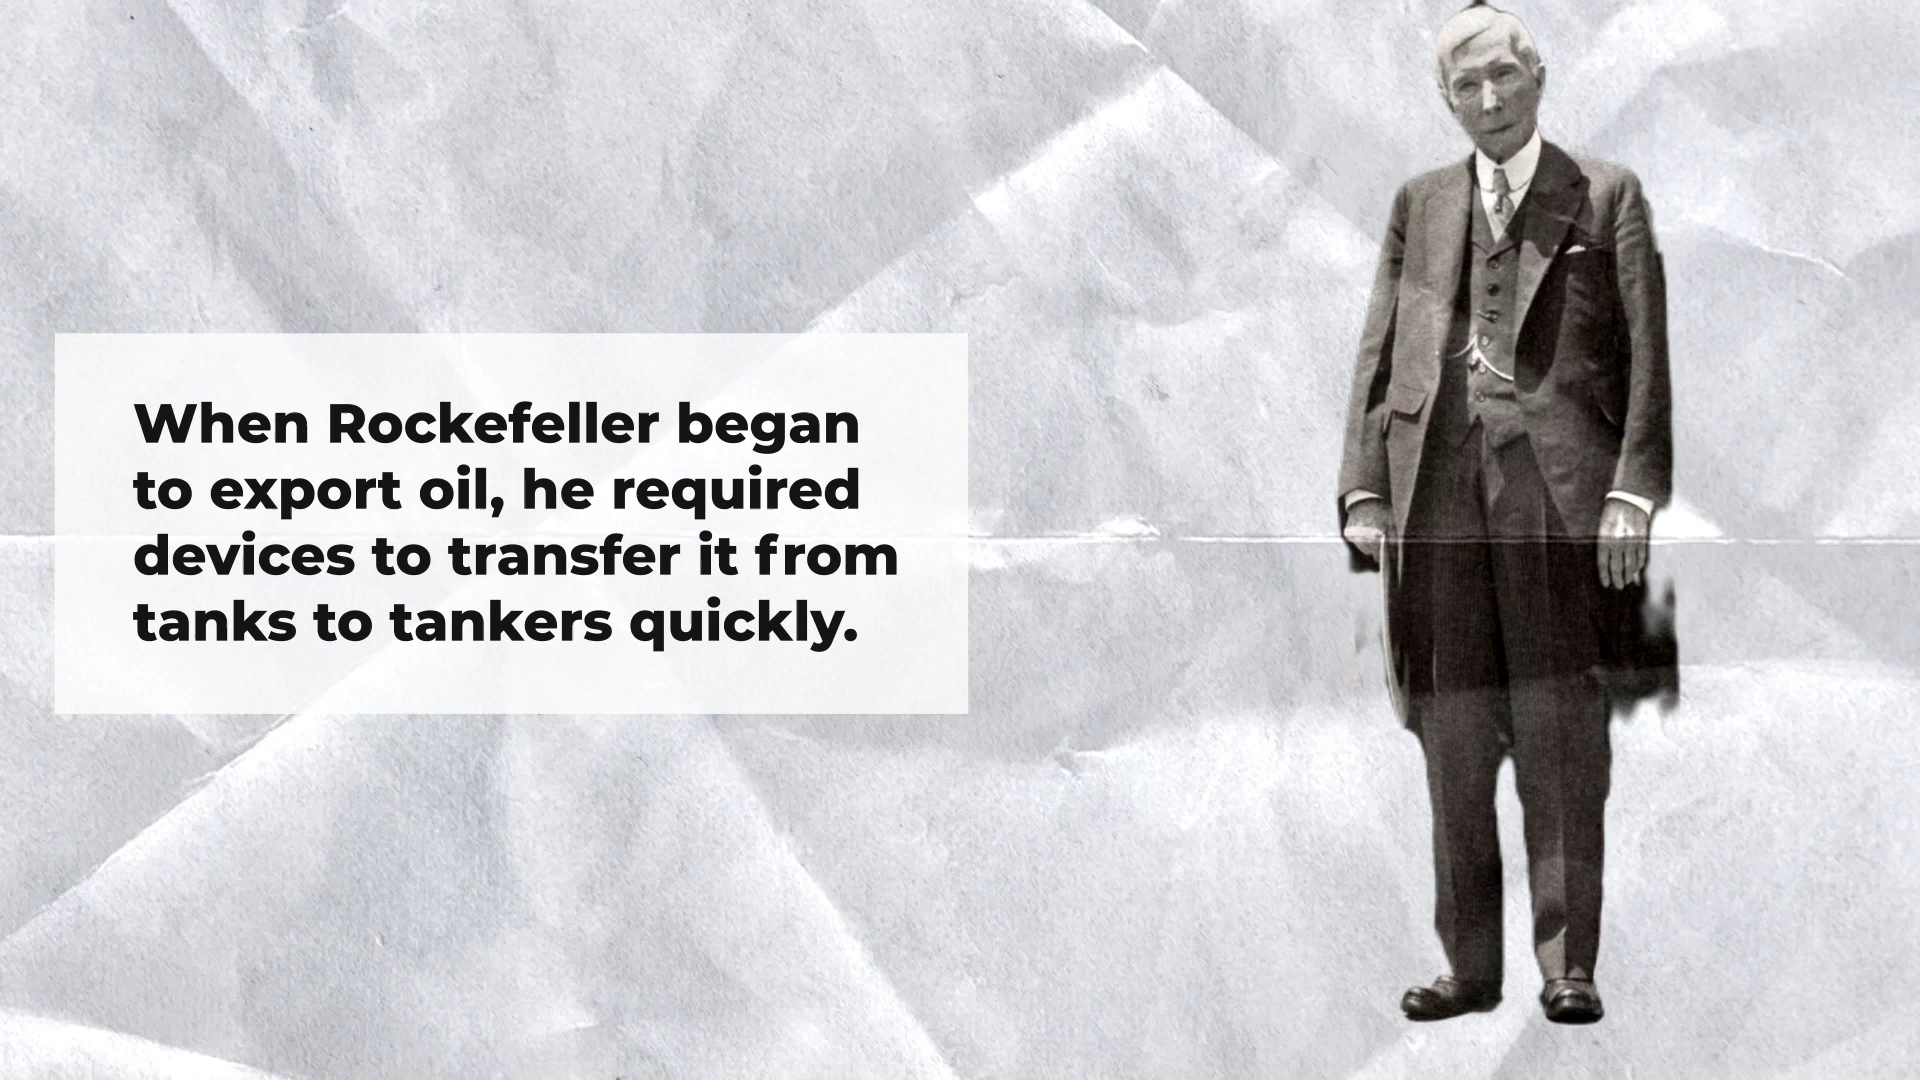 When Rockefeller began
to export oil, he required
devices to transfer it from
tanks to tankers quickly.